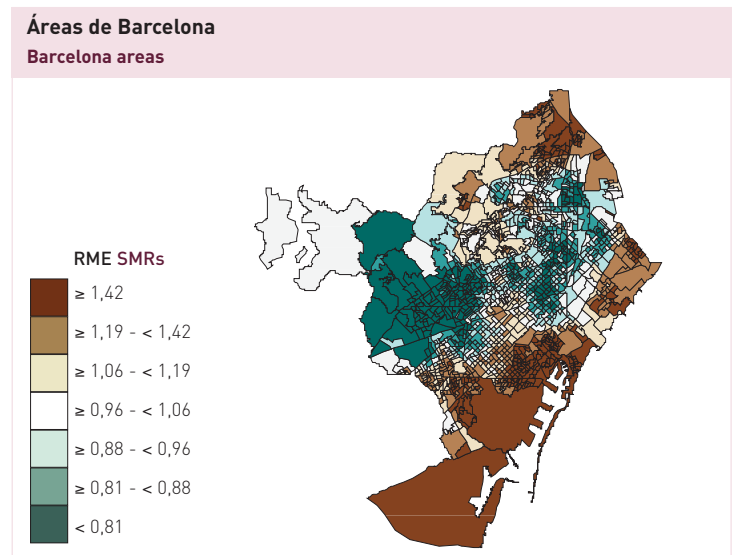 Áreas de Barcelona
Barcelona areas
RME SMRs
≥ 1,42
≥ 1,19 - < 1,42
≥ 1,06 - < 1,19
≥ 0,96 - < 1,06
≥ 0,88 - < 0,96
≥ 0,81 - < 0,88
< 0,81